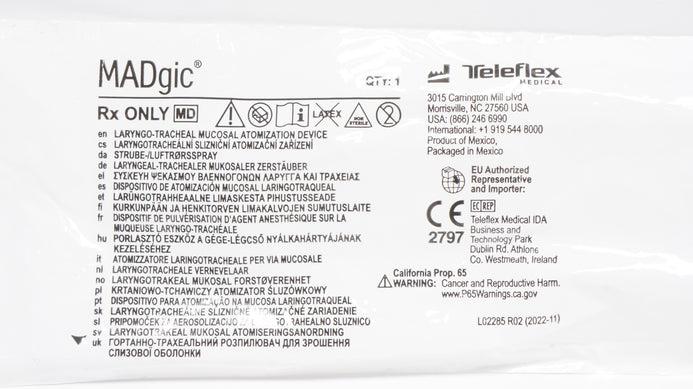 MADgic®
QTY: 1
Rx ONLY MD
LATEX
NON STERILE
en LARYNGO-TRACHEAL MUCOSAL ATOMIZATION DEVICE
cs LARYNGOTRACHEÁLNÍ SLIZNIČNÍ ATOMIZAČNÍ ZAŘÍZENÍ
da STRUBE-/LUFTRØRSSPRAY
de LARYNGEAL-TRACHEALER MUKOSALER ZERSTÄUBER
el ΣΥΣΚΕΥΗ ΨΕΚΑΣΜΟΥ ΒΛΕΝΝΟΓΟΝΩΝ ΛΑΡΥΓΓΑ ΚΑΙ ΤΡΑΧΕΙΑΣ
es DISPOSITIVO DE ATOMIZACIÓN MUCOSAL LARINGOTRAQUEAL
et LARÜNGOTRAHHEAALNE LIMASKESTA PIHUSTUSSEADE
fi KURKUNPÄÄN JA HENKITORVEN LIMAKALVOJEN SUMUTUSLAITE
fr DISPOSITIF DE PULVÉRISATION D'AGENT ANESTHÉSIQUE SUR LA
MUQUEUSE LARYNGO-TRACHÉALE
hu PORLASZTÓ ESZKÖZ A GÉGE-LÉGCSŐ NYÁLKAHÁRTYÁJÁNAK
KEZELÉSÉHEZ
it ATOMIZZATORE LARINGOTRACHEALE PER VIA MUCOSALE
nl LARYNGOTRACHEALE VERNEVELAAR
no LARYNGOTRAKEAL MUKOSAL FORSTØVERENHET
pl KRTANIOWO-TCHAWICZY ATOMIZATOR ŚLUZÓWKOWY
pt DISPOSITIVO PARA ATOMIZAÇÃO NA MUCOSA LARINGOTRAQUEAL
sk LARYNGOTRACHEÁLNE SLIZNIČNÉ ATOMIZAČNÉ ZARIADENIE
sl PRIPOMOČEK ZA AEROSOLIZACIJO
sv LARYNGOTRAKEAL MUKOSAL ATOMISERINGSANORDNING
uk ГОРТАННО-ТРАХЕАЛЬНИЙ РОЗПИЛЮВАЧ ДЛЯ ЗРОШЕННЯ
СЛИЗОВОЇ ОБОЛОНКИ
Teleflex
MEDICAL
3015 Carrington Mill Blvd
Morrisville, NC 27560 USA
USA: (866) 246 6990
International: +1 919 544 8000
Product of Mexico,
Packaged in Mexico
EU Authorized
Representative
and Importer:
EC REP
CE 2797
Teleflex Medical IDA
Business and
Technology Park
Dublin Rd. Athlone
Co. Westmeath, Ireland
California Prop. 65
WARNING: Cancer and Reproductive Harm.
www.P65Warnings.ca.gov
L02285 R02 (2022-11)